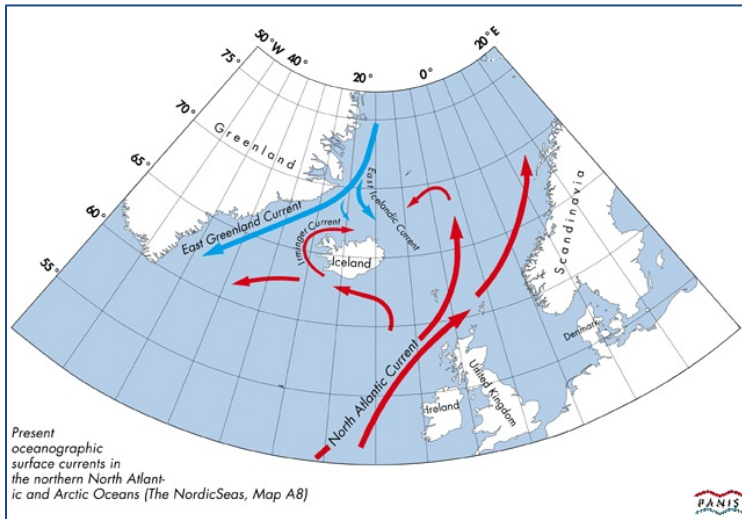 50°W
40°
20°
0°
20°E
75°
70°
65°
60°
55°
Greenland
Scandinavia
East Greenland Current
East Icelandic Current
Irminger Current
Iceland
Denmark
North Atlantic Current
United Kingdom
Ireland
Present
oceanographic
surface currents in
the northern North Atlant-
ic and Arctic Oceans (The NordicSeas, Map A8)
PANIS